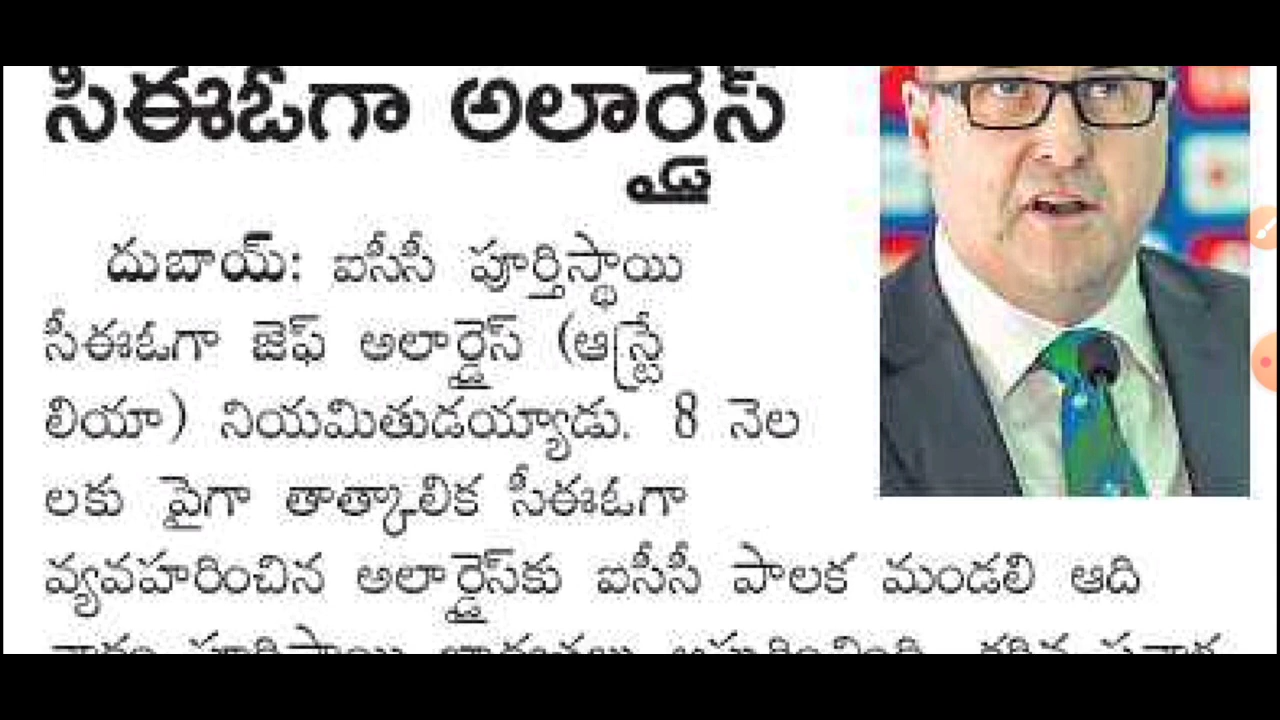 సీఈఓగా అలార్డైస్
దుబాయ్: ఐసీసీ పూర్తిస్థాయి
సీఈఓగా జెఫ్ అలార్డైస్ (ఆస్ట్రే
లియా) నియమితుడయ్యాడు. 8 నెల
లకు పైగా తాత్కాలిక సీఈఓగా
వ్యవహరించిన అలార్డైస్‌కు ఐసీసీ పాలక మండలి ఆది